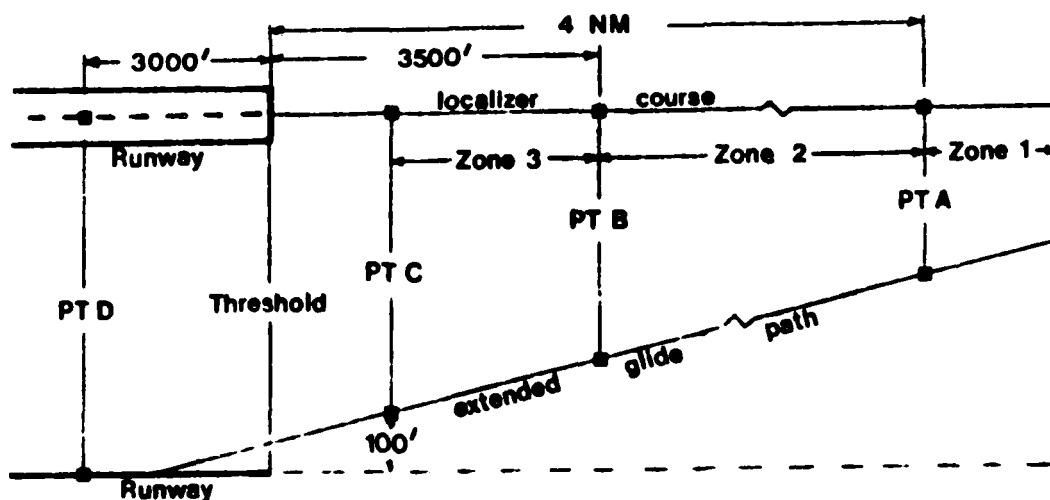 4 NM
3000′
3500′
localizer course
Runway
Zone 3
Zone 2
Zone 1
PT B
PT A
PT C
PT D
Threshold
extended glide path
100′
Runway